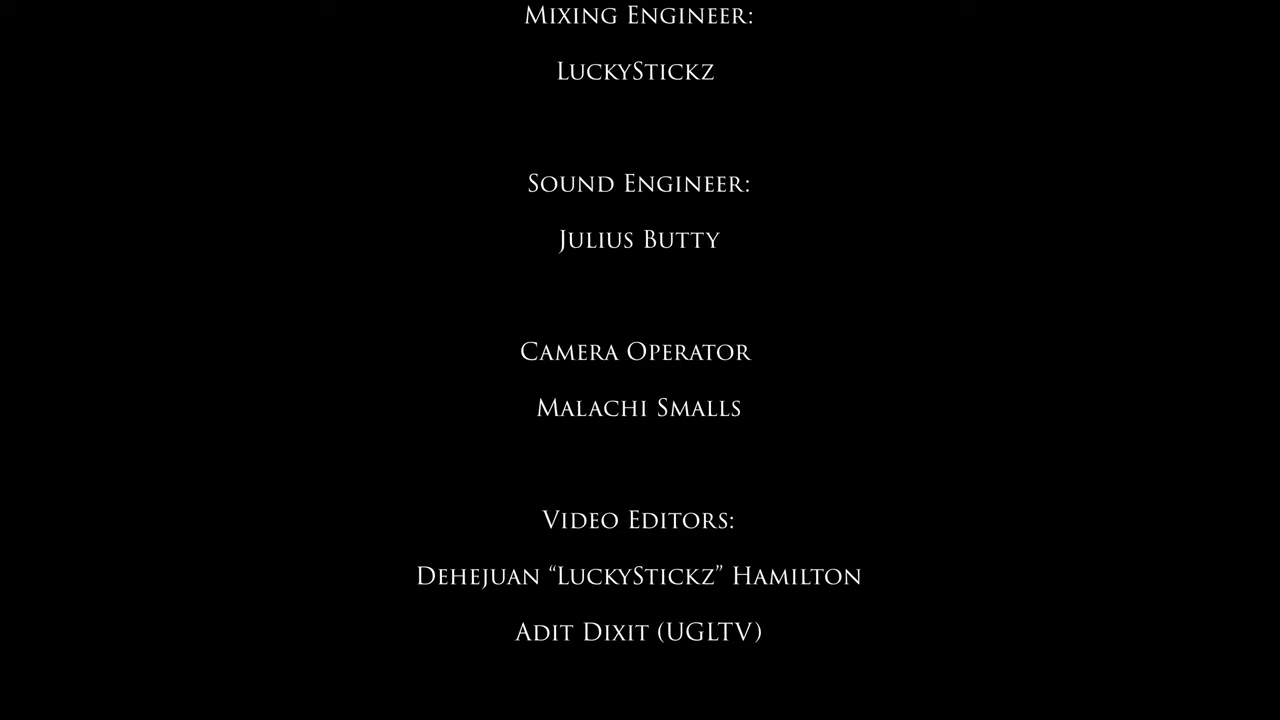 Mixing Engineer:
LuckyStickz
Sound Engineer:
Julius Butty
Camera Operator
Malachi Smalls
Video Editors:
Dehejuan “LuckyStickz” Hamilton
Adit Dixit (UGLTV)